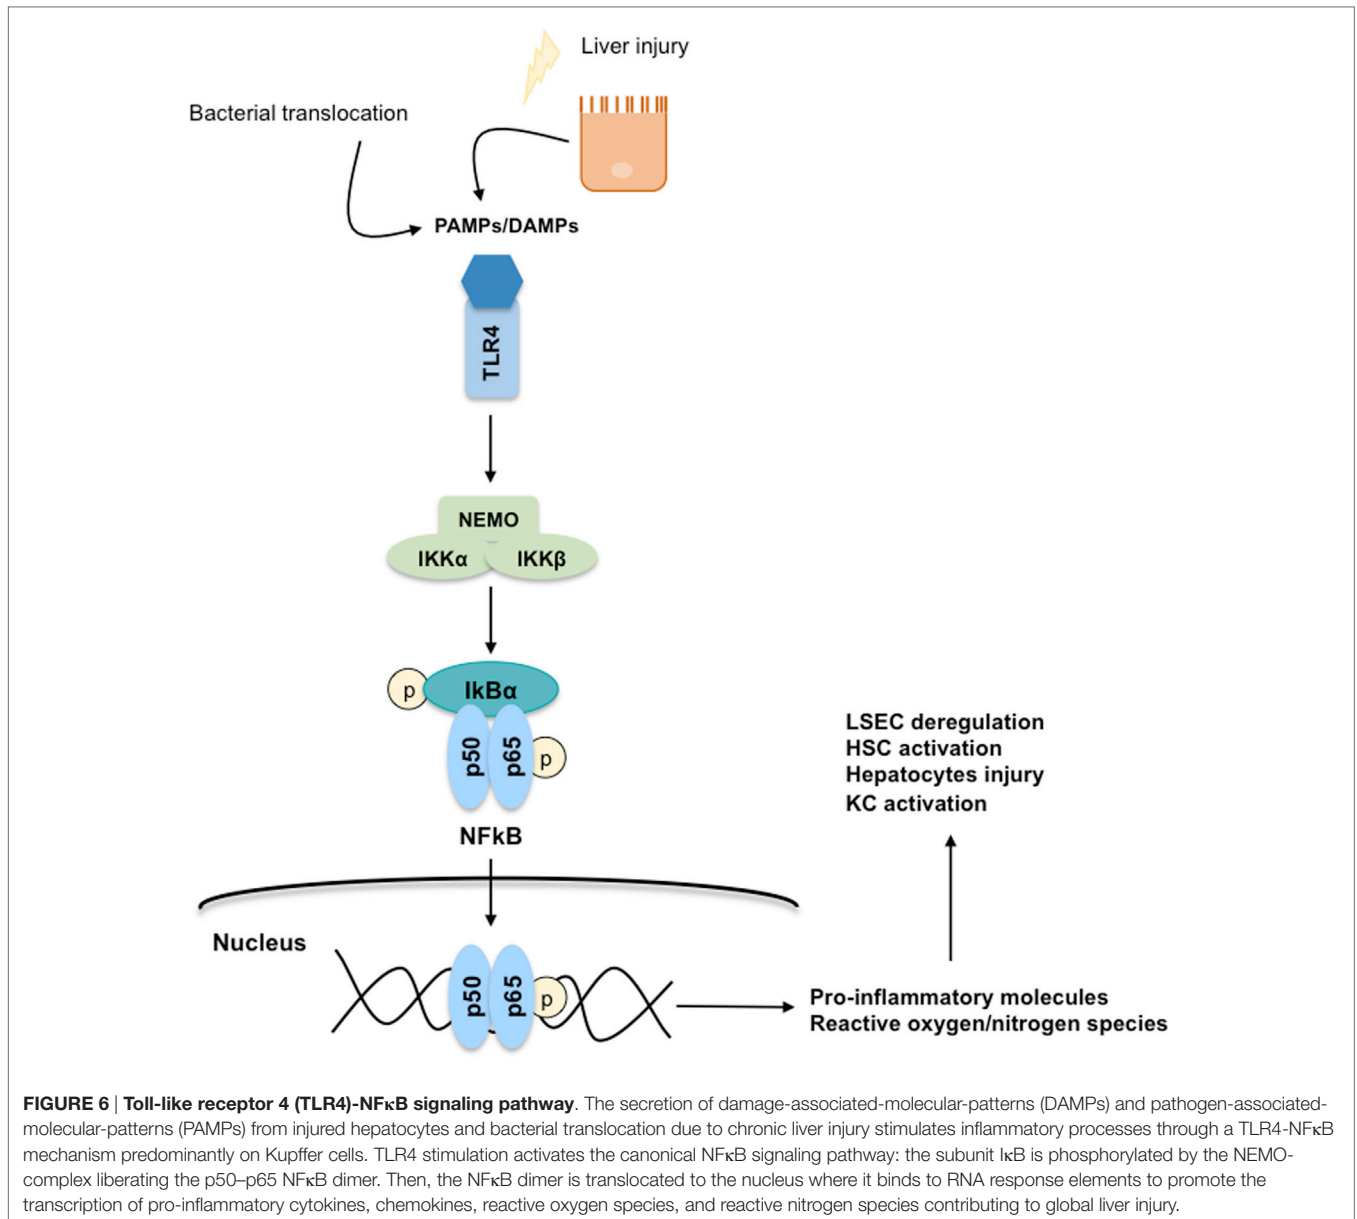 Liver injury
Bacterial translocation
PAMPs/DAMPs
TLR4
NEMO
IKKα
IKKβ
p
IkBα
p50
p65
p
NFkB
LSEC deregulation
HSC activation
Hepatocytes injury
KC activation
Nucleus
p50
p65
p
Pro-inflammatory molecules
Reactive oxygen/nitrogen species
FIGURE 6 | Toll-like receptor 4 (TLR4)-NFκB signaling pathway. The secretion of damage-associated-molecular-patterns (DAMPs) and pathogen-associated-
molecular-patterns (PAMPs) from injured hepatocytes and bacterial translocation due to chronic liver injury stimulates inflammatory processes through a TLR4-NFκB
mechanism predominantly on Kupffer cells. TLR4 stimulation activates the canonical NFκB signaling pathway: the subunit IκB is phosphorylated by the NEMO-
complex liberating the p50–p65 NFκB dimer. Then, the NFκB dimer is translocated to the nucleus where it binds to RNA response elements to promote the
transcription of pro-inflammatory cytokines, chemokines, reactive oxygen species, and reactive nitrogen species contributing to global liver injury.